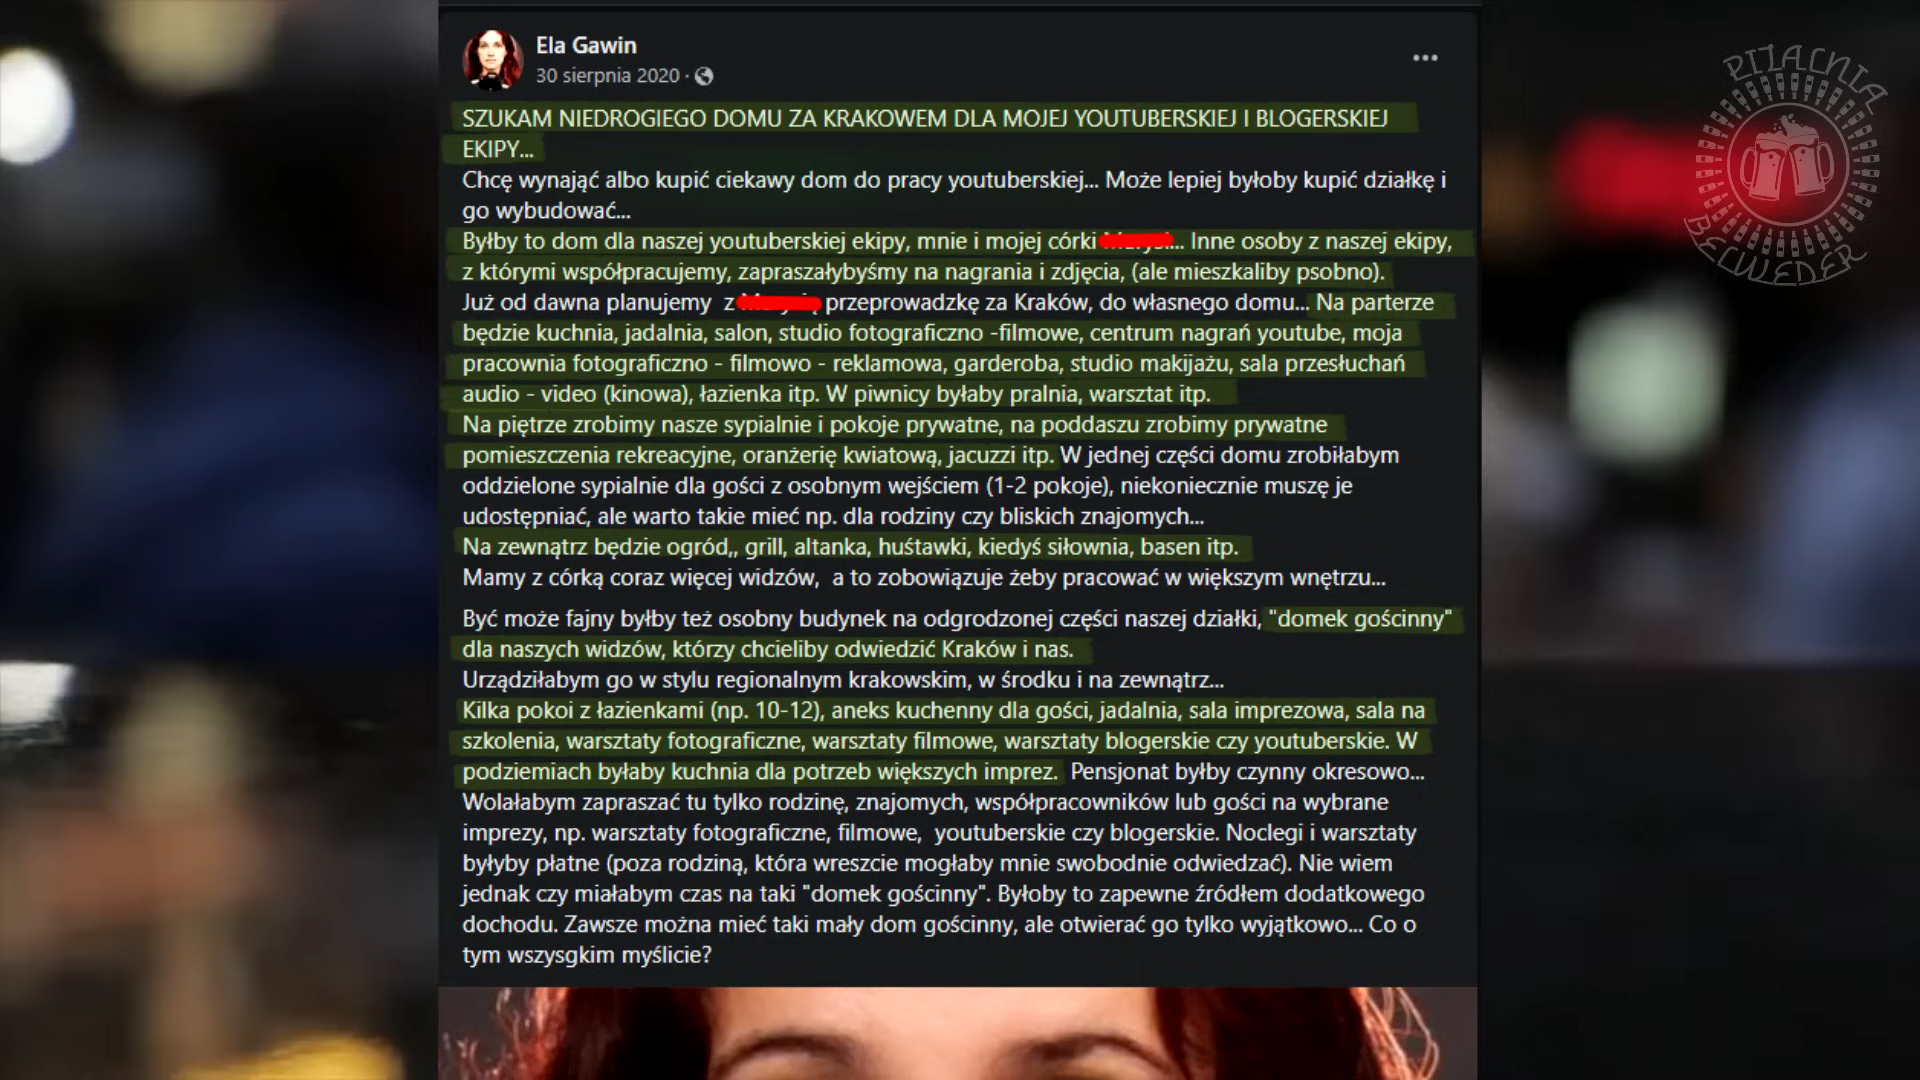 Ela Gawin
30 sierpnia 2020 ·
SZUKAM NIEDROGIEGO DOMU ZA KRAKOWEM DLA MOJEJ YOUTUBERSKIEJ I BLOGERSKIEJ
EKIPY...
Chcę wynająć albo kupić ciekawy dom do pracy youtuberskiej... Może lepiej byłoby kupić działkę i
go wybudować...
Byłby to dom dla naszej youtuberskiej ekipy, mnie i mojej córki ... Inne osoby z naszej ekipy,
z którymi współpracujemy, zapraszałybyśmy na nagrania i zdjęcia, (ale mieszkaliby psobno).
Już od dawna planujemy z przeprowadzkę za Kraków, do własnego domu... Na parterze
będzie kuchnia, jadalnia, salon, studio fotograficzno -filmowe, centrum nagrań youtube, moja
pracownia fotograficzno - filmowo - reklamowa, garderoba, studio makijażu, sala przesłuchań
audio - video (kinowa), łazienka itp. W piwnicy byłaby pralnia, warsztat itp.
Na piętrze zrobimy nasze sypialnie i pokoje prywatne, na poddaszu zrobimy prywatne
pomieszczenia rekreacyjne, oranżerię kwiatową, jacuzzi itp. W jednej części domu zrobiłabym
oddzielone sypialnie dla gości z osobnym wejściem (1-2 pokoje), niekoniecznie muszę je
udostępniać, ale warto takie mieć np. dla rodziny czy bliskich znajomych...
Na zewnątrz będzie ogród,, grill, altanka, huśtawki, kiedyś siłownia, basen itp.
Mamy z córką coraz więcej widzów, a to zobowiązuje żeby pracować w większym wnętrzu...
Być może fajny byłby też osobny budynek na odgrodzonej części naszej działki, "domek gościnny"
dla naszych widzów, którzy chcieliby odwiedzić Kraków i nas.
Urządziłabym go w stylu regionalnym krakowskim, w środku i na zewnątrz...
Kilka pokoi z łazienkami (np. 10-12), aneks kuchenny dla gości, jadalnia, sala imprezowa, sala na
szkolenia, warsztaty fotograficzne, warsztaty filmowe, warsztaty blogerskie czy youtuberskie. W
podziemiach byłaby kuchnia dla potrzeb większych imprez. Pensjonat byłby czynny okresowo...
Wolałabym zapraszać tu tylko rodzinę, znajomych, współpracowników lub gości na wybrane
imprezy, np. warsztaty fotograficzne, filmowe, youtuberskie czy blogerskie. Noclegi i warsztaty
byłyby płatne (poza rodziną, która wreszcie mogłaby mnie swobodnie odwiedzać). Nie wiem
jednak czy miałabym czas na taki "domek gościnny". Byłoby to zapewne źródłem dodatkowego
dochodu. Zawsze można mieć taki mały dom gościnny, ale otwierać go tylko wyjątkowo... Co o
tym wszysgkim myślicie?
PIJALNIA
BELWEDER